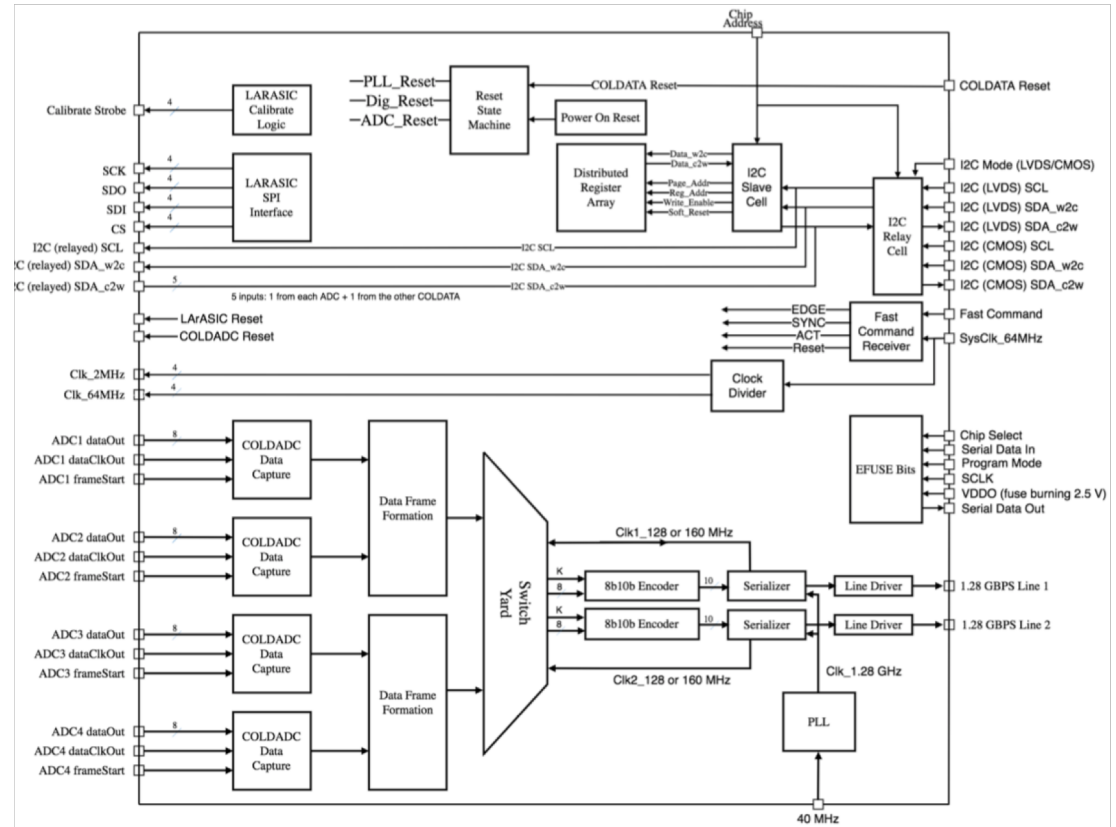 Chip
Address
Calibrate Strobe
4
LARASIC
Calibrate
Logic
PLL_Reset
Dig_Reset
ADC_Reset
Reset
State
Machine
COLDATA Reset
COLDATA Reset
Power On Reset
SCK
SDO
SDI
CS
4
4
4
4
LARASIC
SPI
Interface
Distributed
Register
Array
Data_w2c
Data_c2w
Page_Addr
Reg_Addr
Write_Enable
Soft_Reset
I2C
Slave
Cell
I2C
Relay
Cell
I2C Mode (LVDS/CMOS)
I2C (LVDS) SCL
I2C (LVDS) SDA_w2c
I2C (LVDS) SDA_c2w
I2C (CMOS) SCL
I2C (CMOS) SDA_w2c
I2C (CMOS) SDA_c2w
I2C (relayed) SCL
I2C SCL
2C (relayed) SDA_w2c
I2C SDA_w2c
2C (relayed) SDA_c2w
5
I2C SDA_c2w
5 inputs: 1 from each ADC + 1 from the other COLDATA
LArASIC Reset
COLDADC Reset
EDGE
SYNC
ACT
Reset
Fast
Command
Receiver
Fast Command
SysClk_64MHz
Clk_2MHz
4
Clk_64MHz
4
Clock
Divider
ADC1 dataOut
8
ADC1 dataClkOut
ADC1 frameStart
COLDADC
Data
Capture
ADC2 dataOut
8
ADC2 dataClkOut
ADC2 frameStart
COLDADC
Data
Capture
Data Frame
Formation
ADC3 dataOut
8
ADC3 dataClkOut
ADC3 frameStart
COLDADC
Data
Capture
ADC4 dataOut
8
ADC4 dataClkOut
ADC4 frameStart
COLDADC
Data
Capture
Data Frame
Formation
Switch
Yard
EFUSE Bits
Chip Select
Serial Data In
Program Mode
SCLK
VDDO (fuse burning 2.5 V)
Serial Data Out
Clk1_128 or 160 MHz
K
8
8b10b Encoder
10
Serializer
Line Driver
1.28 GBPS Line 1
K
8
8b10b Encoder
10
Serializer
Line Driver
1.28 GBPS Line 2
Clk2_128 or 160 MHz
Clk_1.28 GHz
PLL
40 MHz